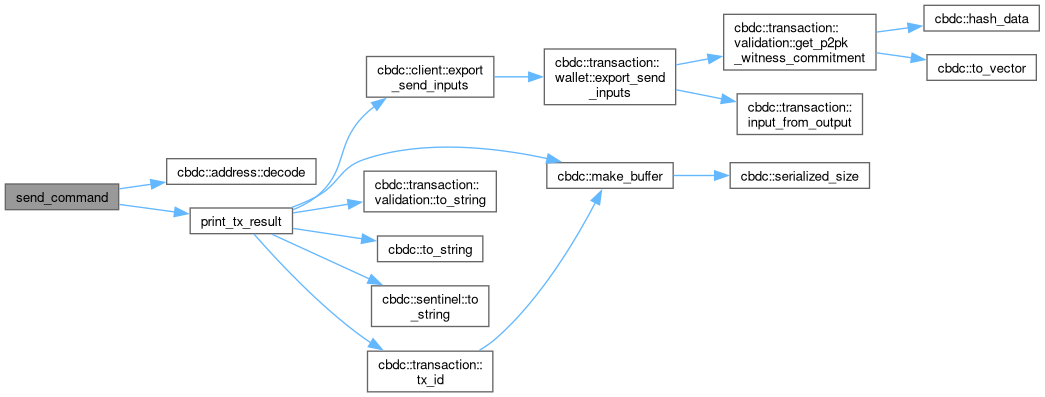 send_command
cbdc::address::decode
print_tx_result
cbdc::client::export
_send_inputs
cbdc::transaction::
validation::to_string
cbdc::to_string
cbdc::sentinel::to
_string
cbdc::transaction::
tx_id
cbdc::transaction::
wallet::export_send
_inputs
cbdc::make_buffer
cbdc::transaction::
validation::get_p2pk
_witness_commitment
cbdc::transaction::
input_from_output
cbdc::serialized_size
cbdc::hash_data
cbdc::to_vector